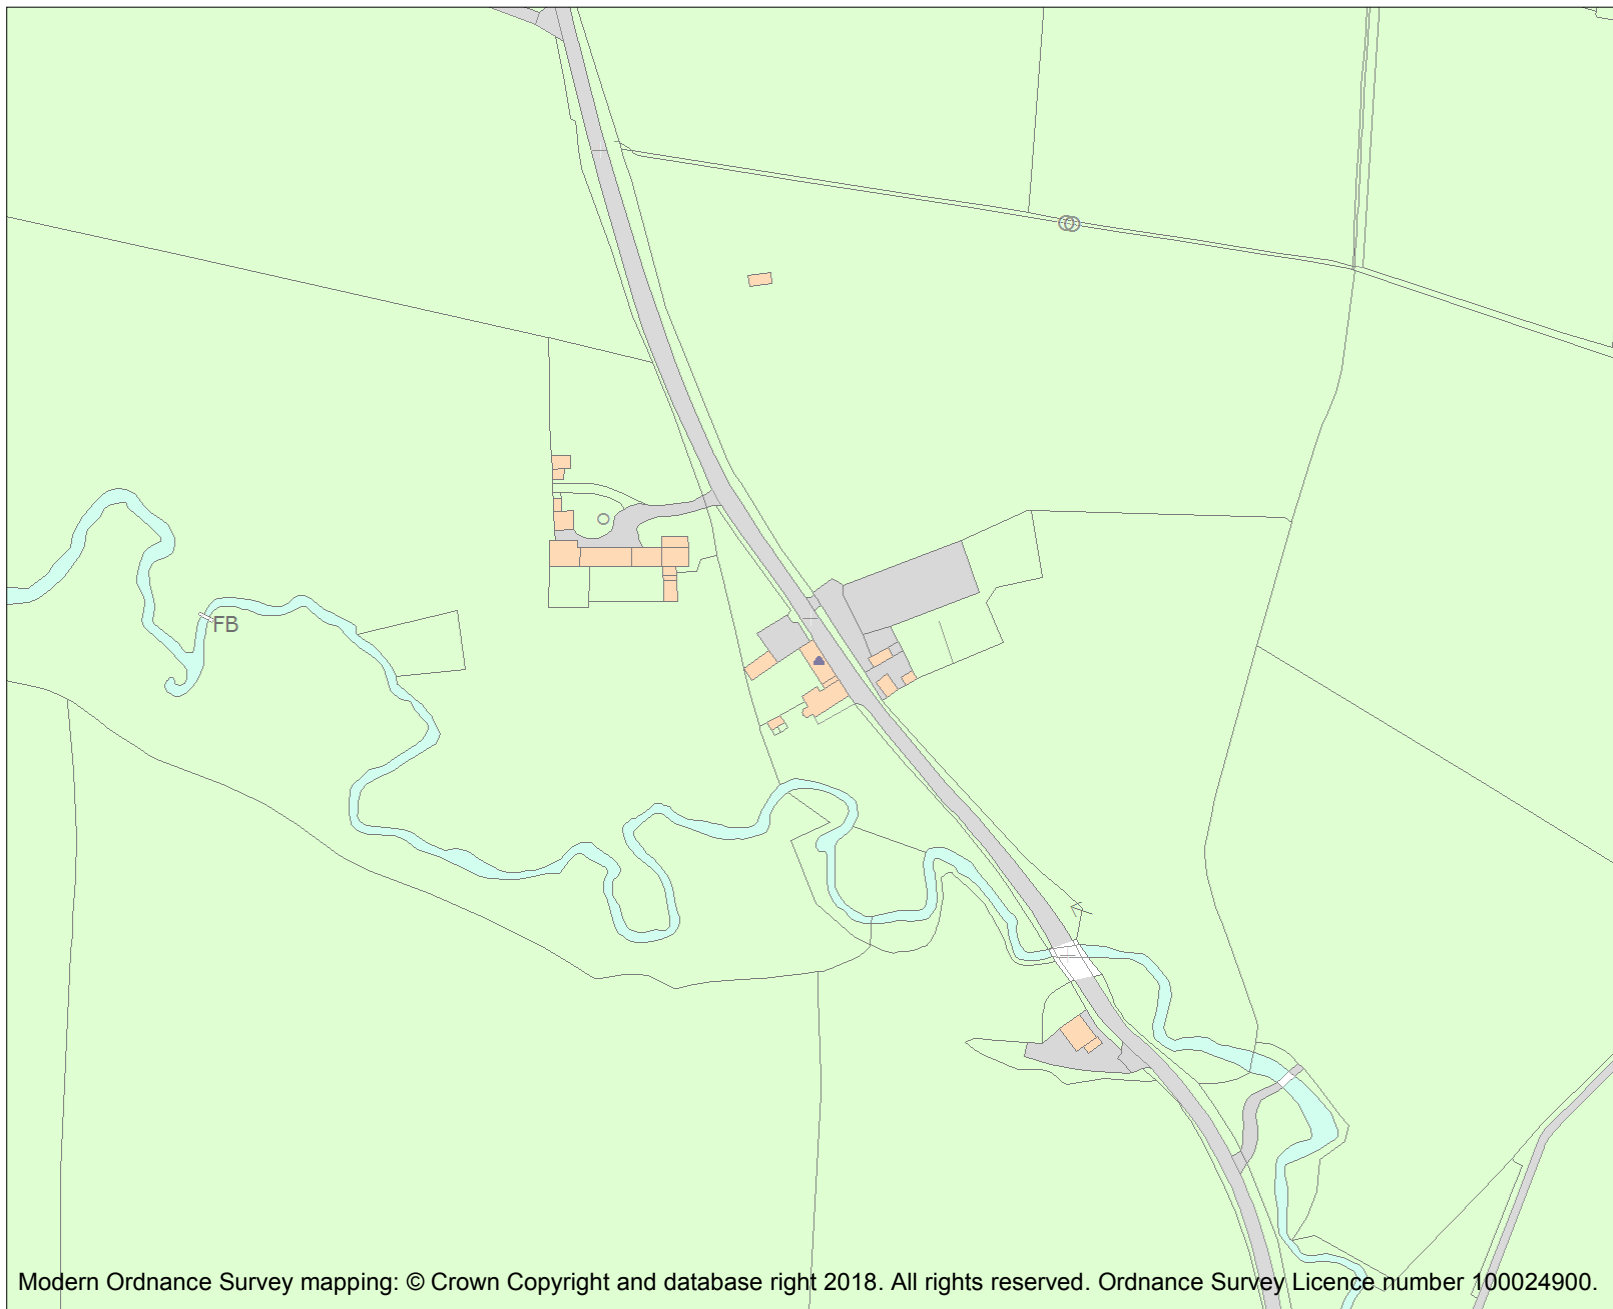 FB
Modern Ordnance Survey mapping: © Crown Copyright and database right 2018. All rights reserved. Ordnance Survey Licence number 100024900.